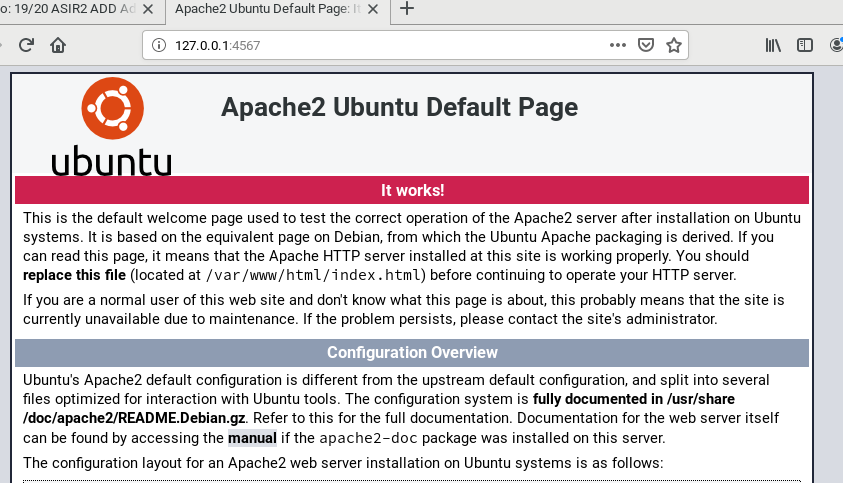 o: 19/20 ASIR2 ADD Ad
Apache2 Ubuntu Default Page: It
127.0.0.1:4567
Apache2 Ubuntu Default Page
ubuntu
It works!
This is the default welcome page used to test the correct operation of the Apache2 server after installation on Ubuntu
systems. It is based on the equivalent page on Debian, from which the Ubuntu Apache packaging is derived. If you
can read this page, it means that the Apache HTTP server installed at this site is working properly. You should
replace this file (located at /var/www/html/index.html) before continuing to operate your HTTP server.
If you are a normal user of this web site and don't know what this page is about, this probably means that the site is
currently unavailable due to maintenance. If the problem persists, please contact the site's administrator.
Configuration Overview
Ubuntu's Apache2 default configuration is different from the upstream default configuration, and split into several
files optimized for interaction with Ubuntu tools. The configuration system is fully documented in /usr/share
/doc/apache2/README.Debian.gz. Refer to this for the full documentation. Documentation for the web server itself
can be found by accessing the manual if the apache2-doc package was installed on this server.
The configuration layout for an Apache2 web server installation on Ubuntu systems is as follows: